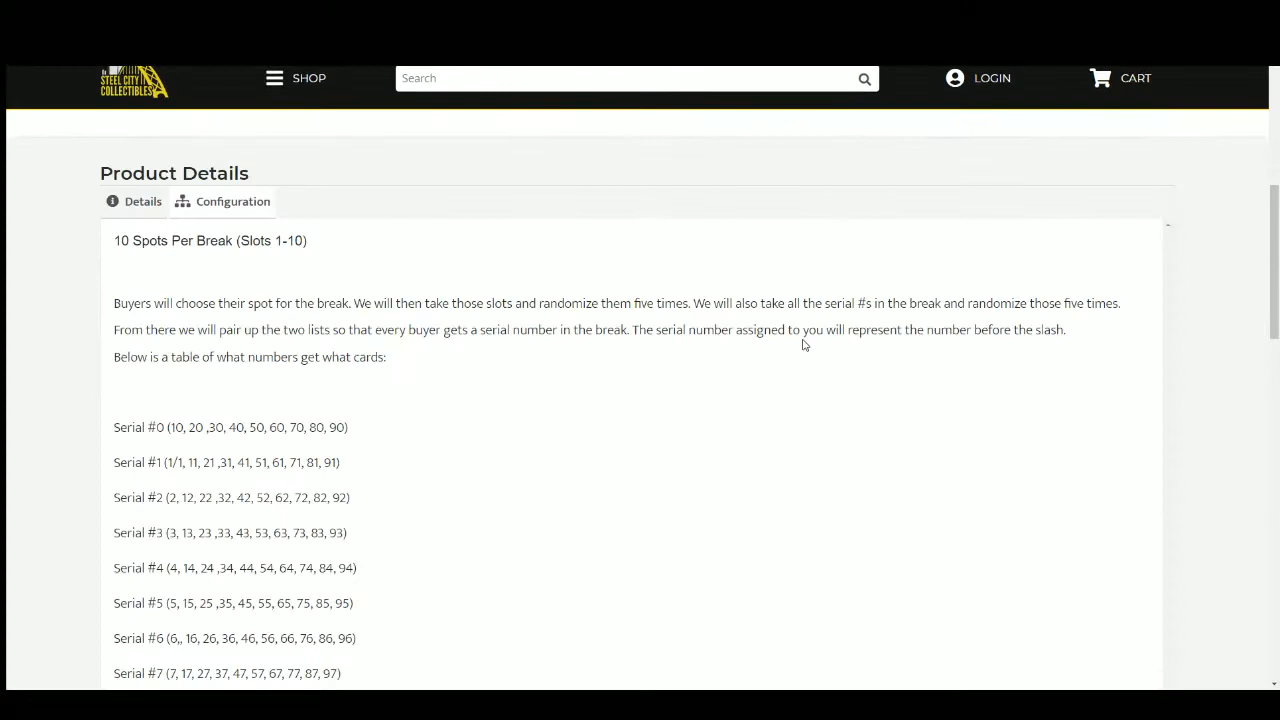 STEEL CITY
COLLECTIBLES
SHOP
Search
LOGIN
CART
Product Details
Details
Configuration
10 Spots Per Break (Slots 1-10)
Buyers will choose their spot for the break. We will then take those slots and randomize them five times. We will also take all the serial #s in the break and randomize those five times.
From there we will pair up the two lists so that every buyer gets a serial number in the break. The serial number assigned to you will represent the number before the slash.
Below is a table of what numbers get what cards:
Serial #0 (10, 20 ,30, 40, 50, 60, 70, 80, 90)
Serial #1 (1/1, 11, 21 ,31, 41, 51, 61, 71, 81, 91)
Serial #2 (2, 12, 22 ,32, 42, 52, 62, 72, 82, 92)
Serial #3 (3, 13, 23 ,33, 43, 53, 63, 73, 83, 93)
Serial #4 (4, 14, 24 ,34, 44, 54, 64, 74, 84, 94)
Serial #5 (5, 15, 25 ,35, 45, 55, 65, 75, 85, 95)
Serial #6 (6,, 16, 26, 36, 46, 56, 66, 76, 86, 96)
Serial #7 (7, 17, 27, 37, 47, 57, 67, 77, 87, 97)